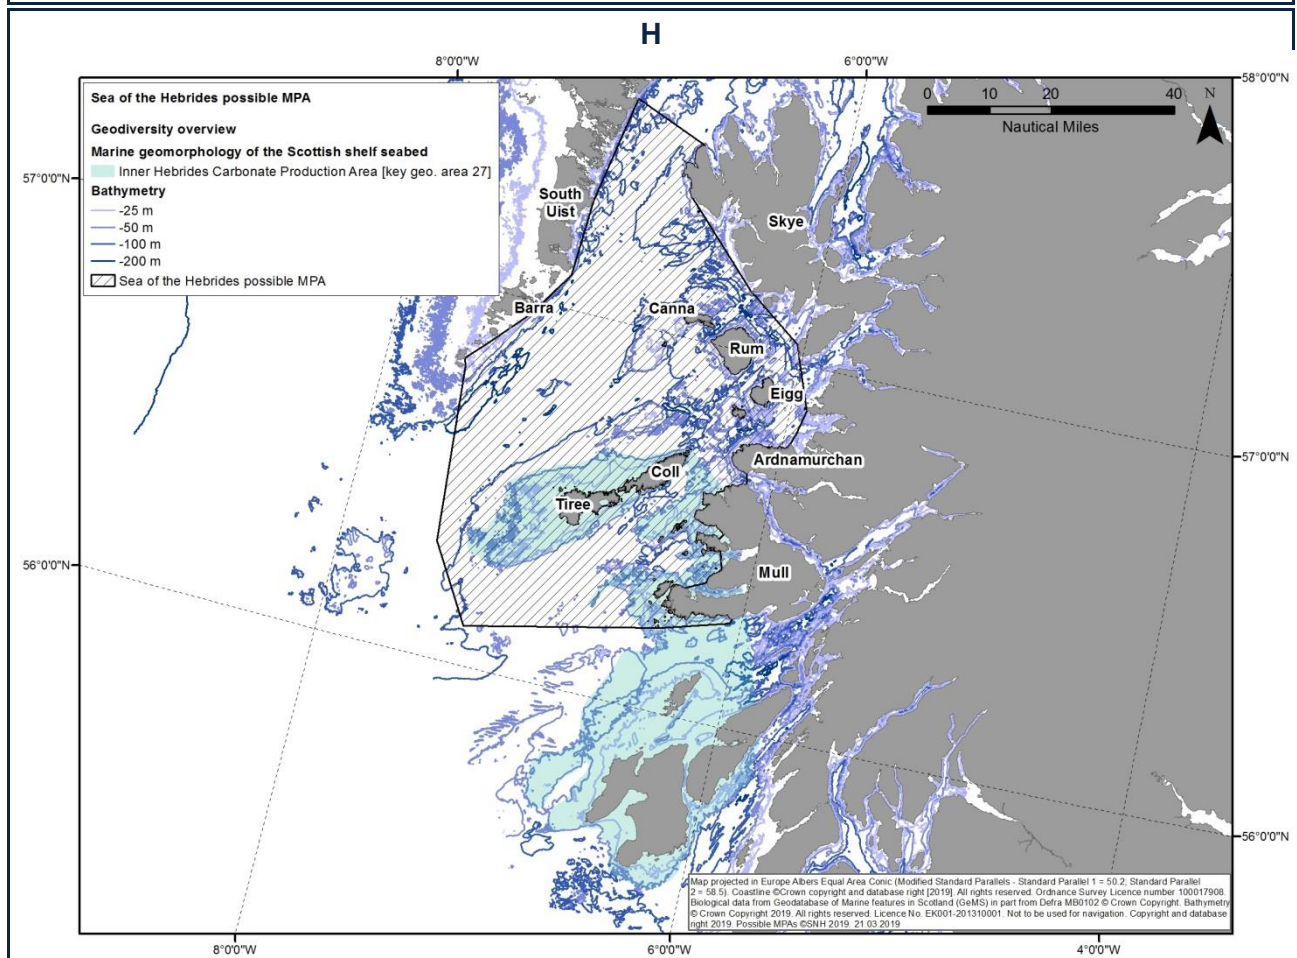 H
8°0'0"W
6°0'0"W
58°0'0"N
Sea of the Hebrides possible MPA
Geodiversity overview
Marine geomorphology of the Scottish shelf seabed
Inner Hebrides Carbonate Production Area [key geo. area 27]
Bathymetry
-25 m
-50 m
-100 m
-200 m
Sea of the Hebrides possible MPA
0 10 20 40
Nautical Miles
N
57°0'0"N
South
Uist
Skye
Barra
Canna
Rum
Eigg
Ardnamurchan
57°0'0"N
Coll
Tiree
56°0'0"N
Mull
56°0'0"N
Map projected in Europe Albers Equal Area Conic (Modified Standard Parallels - Standard Parallel 1 = 50.2; Standard Parallel
2 = 58.5). Coastline ©Crown copyright and database right [2019]. All rights reserved. Ordnance Survey Licence number 100017908.
Biological data from Geodatabase of Marine features in Scotland (GeMS) in part from Defra MB0102 © Crown Copyright. Bathymetry
© Crown Copyright 2019. All rights reserved. Licence No. EK001-201310001. Not to be used for navigation. Copyright and database
right 2019. Possible MPAs ©SNH 2019. 21.03.2019
8°0'0"W
6°0'0"W
4°0'0"W